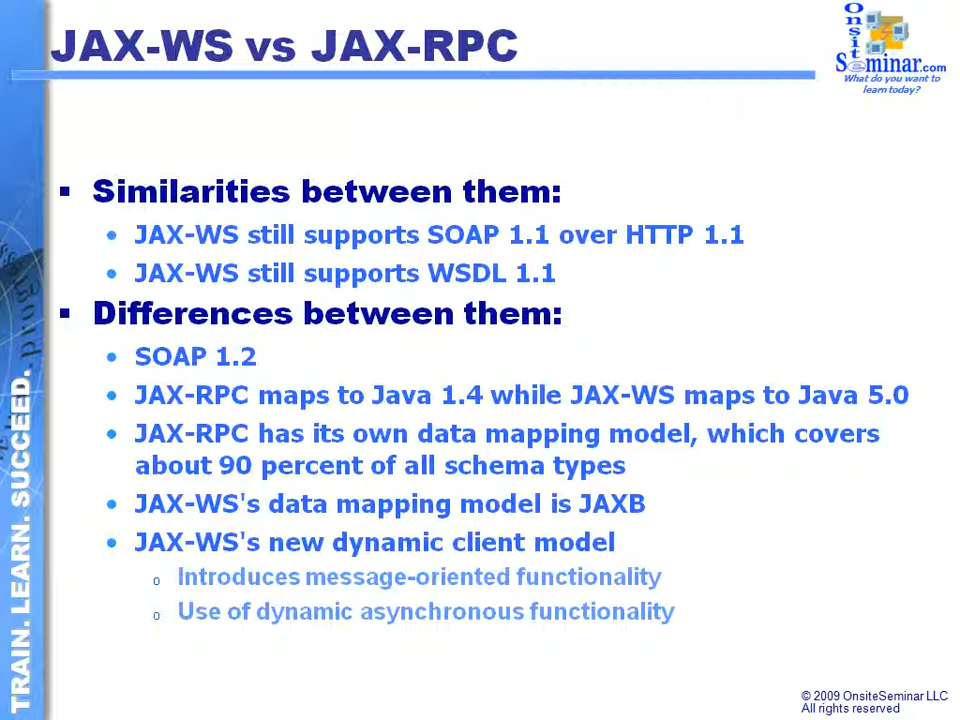 JAX-WS vs JAX-RPC
Onsite
Seminar.com
What do you want to
learn today?
▪ Similarities between them:
• JAX-WS still supports SOAP 1.1 over HTTP 1.1
• JAX-WS still supports WSDL 1.1
▪ Differences between them:
• SOAP 1.2
• JAX-RPC maps to Java 1.4 while JAX-WS maps to Java 5.0
• JAX-RPC has its own data mapping model, which covers
about 90 percent of all schema types
• JAX-WS's data mapping model is JAXB
• JAX-WS's new dynamic client model
o Introduces message-oriented functionality
o Use of dynamic asynchronous functionality
TRAIN. LEARN. SUCCEED.
© 2009 OnsiteSeminar LLC
All rights reserved